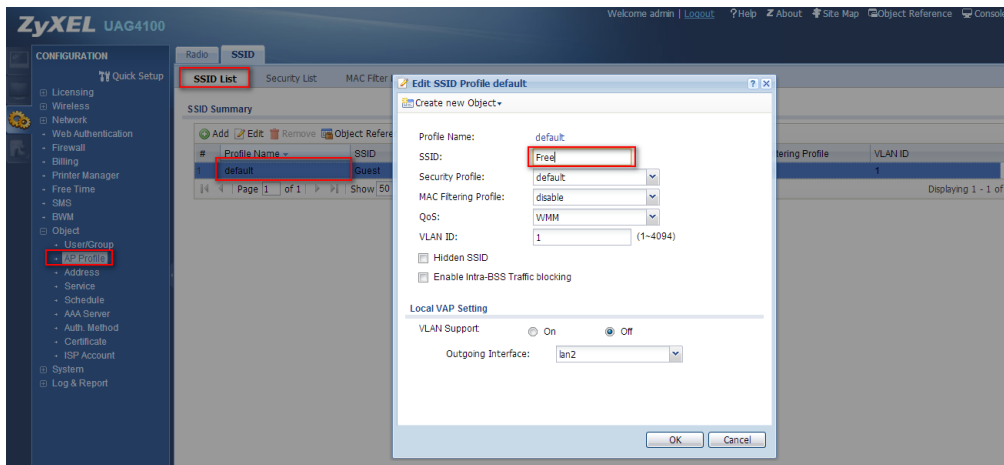 ZyXEL UAG4100
Welcome admin | Logout ?Help Z About Site Map Object Reference Console
CONFIGURATION
Quick Setup
Licensing
Wireless
Network
Web Authentication
Firewall
Billing
Printer Manager
Free Time
SMS
BWM
Object
User/Group
AP Profile
Address
Service
Schedule
AAA Server
Auth. Method
Certificate
ISP Account
System
Log & Report
Radio SSID
SSID List Security List MAC Filter
SSID Summary
Add Edit Remove Object Refere
# Profile Name SSID tering Profile VLAN ID
1 default Guest 1
Page 1 of 1 Show 50 Displaying 1 - 1 of
Edit SSID Profile default
Create new Object
Profile Name: default
SSID: Free
Security Profile: default
MAC Filtering Profile: disable
QoS: WMM
VLAN ID: 1 (1~4094)
Hidden SSID
Enable Intra-BSS Traffic blocking
Local VAP Setting
VLAN Support On Off
Outgoing Interface: lan2
OK Cancel